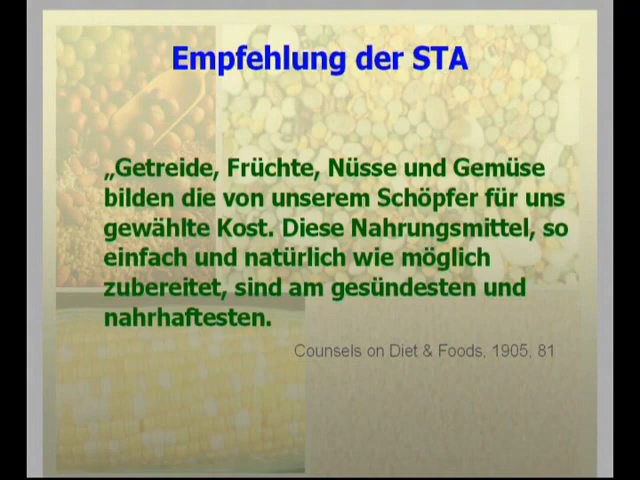 Empfehlung der STA
„Getreide, Früchte, Nüsse und Gemüse
bilden die von unserem Schöpfer für uns
gewählte Kost. Diese Nahrungsmittel, so
einfach und natürlich wie möglich
zubereitet, sind am gesündesten und
nahrhaftesten.
Counsels on Diet & Foods, 1905, 81